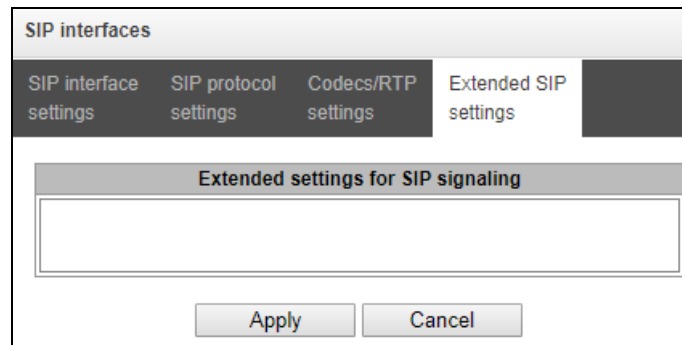 SIP interfaces
SIP interface
settings
SIP protocol
settings
Codecs/RTP
settings
Extended SIP
settings
Extended settings for SIP signaling
Apply
Cancel